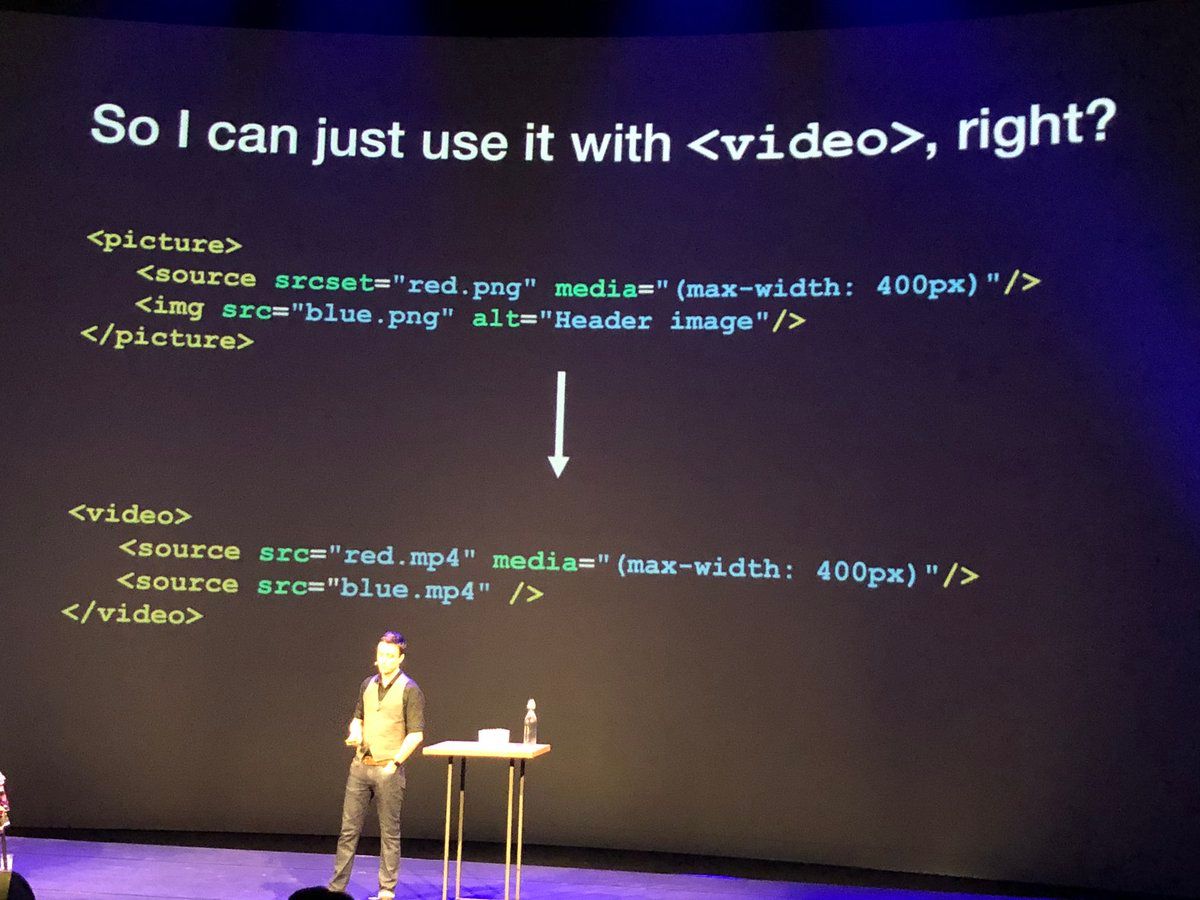 So I can just use it with <video>, right?
<picture>
<source srcset="red.png" media="(max-width: 400px)"/>
<img src="blue.png" alt="Header image"/>
</picture>
<video>
<source src="red.mp4" media="(max-width: 400px)"/>
<source src="blue.mp4" />
</video>